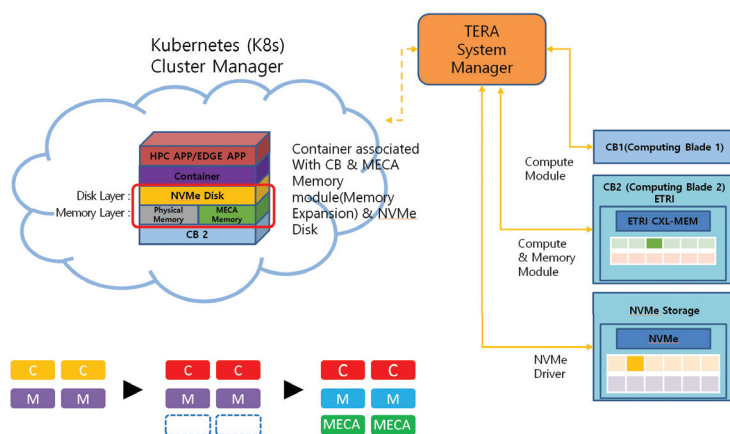 Kubernetes (K8s)
Cluster Manager
TERA
System
Manager
HPC APP/EDGE APP
Container
Disk Layer :
NVMe Disk
Memory Layer :
Physical
Memory
MECA
Memory
CB 2
Container associated
With CB & MECA
Memory
module(Memory
Expansion) & NVMe
Disk
Compute
Module
CB1(Computing Blade 1)
CB2 (Computing Blade 2)
ETRI
ETRI CXL-MEM
Compute
& Memory
Module
NVMe Storage
NVMe
NVMe
Driver
C C
M M
C C
M M
C C
M M
MECA MECA